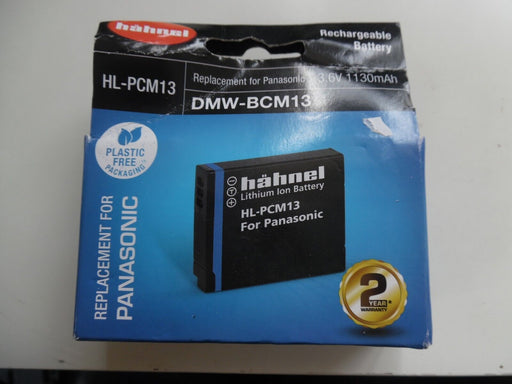 hähnel
Rechargeable
Battery
HL-PCM13
Replacement for Panasonic 3.6V 1130mAh
DMW-BCM13
PLASTIC
FREE
PACKAGING
REPLACEMENT FOR
PANASONIC
hähnel
Lithium Ion Battery
HL-PCM13
For Panasonic
2
YEAR
WARRANTY